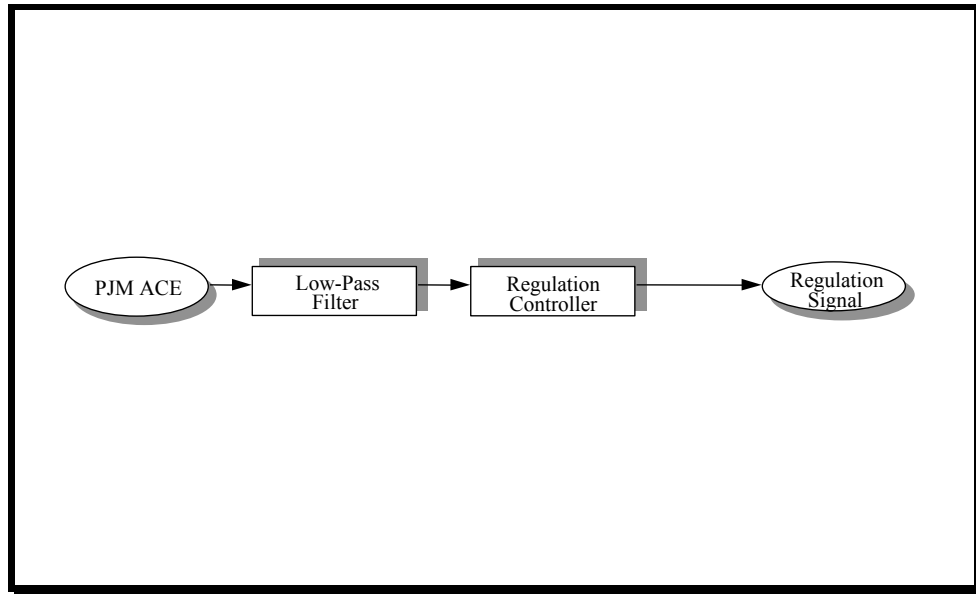 PJM ACE
Low-Pass
Filter
Regulation
Controller
Regulation
Signal